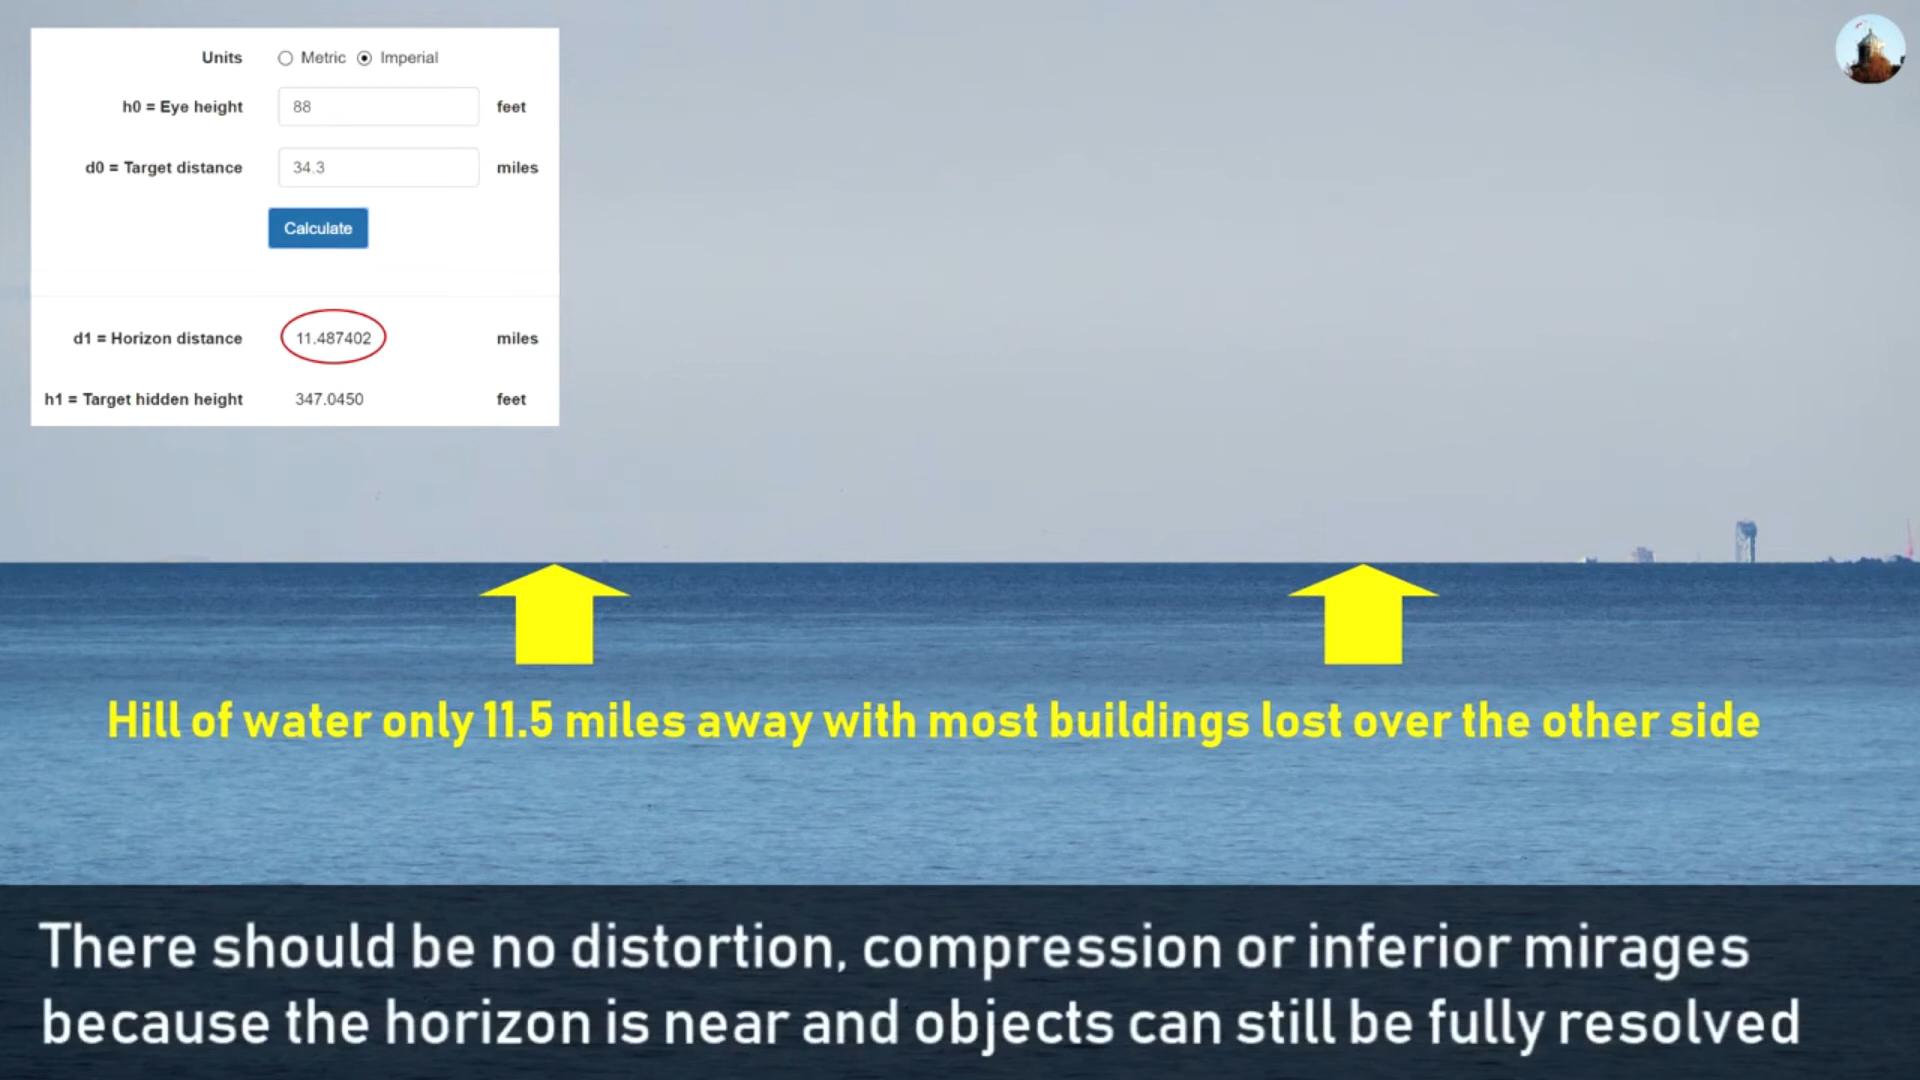 Units Metric Imperial
h0 = Eye height 88 feet
d0 = Target distance 34.3 miles
Calculate
d1 = Horizon distance 11.487402 miles
h1 = Target hidden height 347.0450 feet
Hill of water only 11.5 miles away with most buildings lost over the other side
There should be no distortion, compression or inferior mirages
because the horizon is near and objects can still be fully resolved